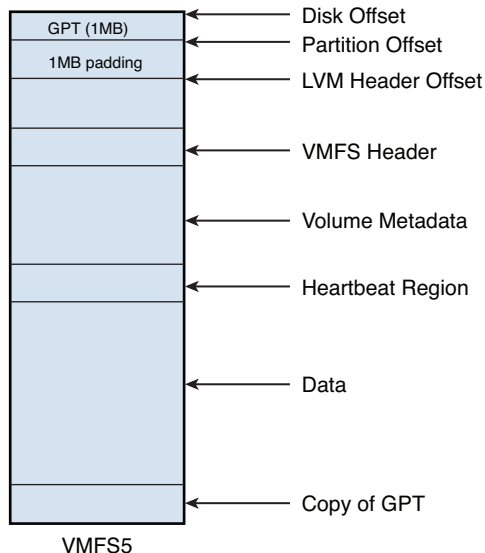 Disk Offset
GPT (1MB)
Partition Offset
1MB padding
LVM Header Offset
VMFS Header
Volume Metadata
Heartbeat Region
Data
Copy of GPT
VMFS5